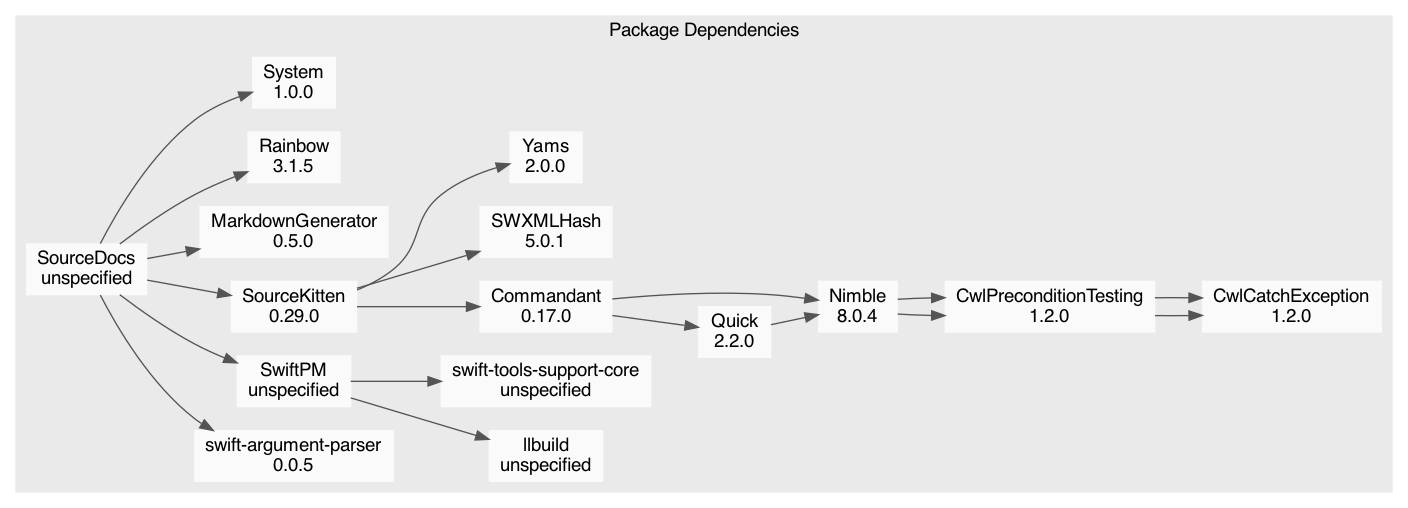 Package Dependencies
System
1.0.0
Rainbow
3.1.5
Yams
2.0.0
MarkdownGenerator
0.5.0
SWXMLHash
5.0.1
SourceDocs
unspecified
SourceKitten
0.29.0
Commandant
0.17.0
Nimble
8.0.4
CwlPreconditionTesting
1.2.0
CwlCatchException
1.2.0
Quick
2.2.0
SwiftPM
unspecified
swift-tools-support-core
unspecified
swift-argument-parser
0.0.5
llbuild
unspecified